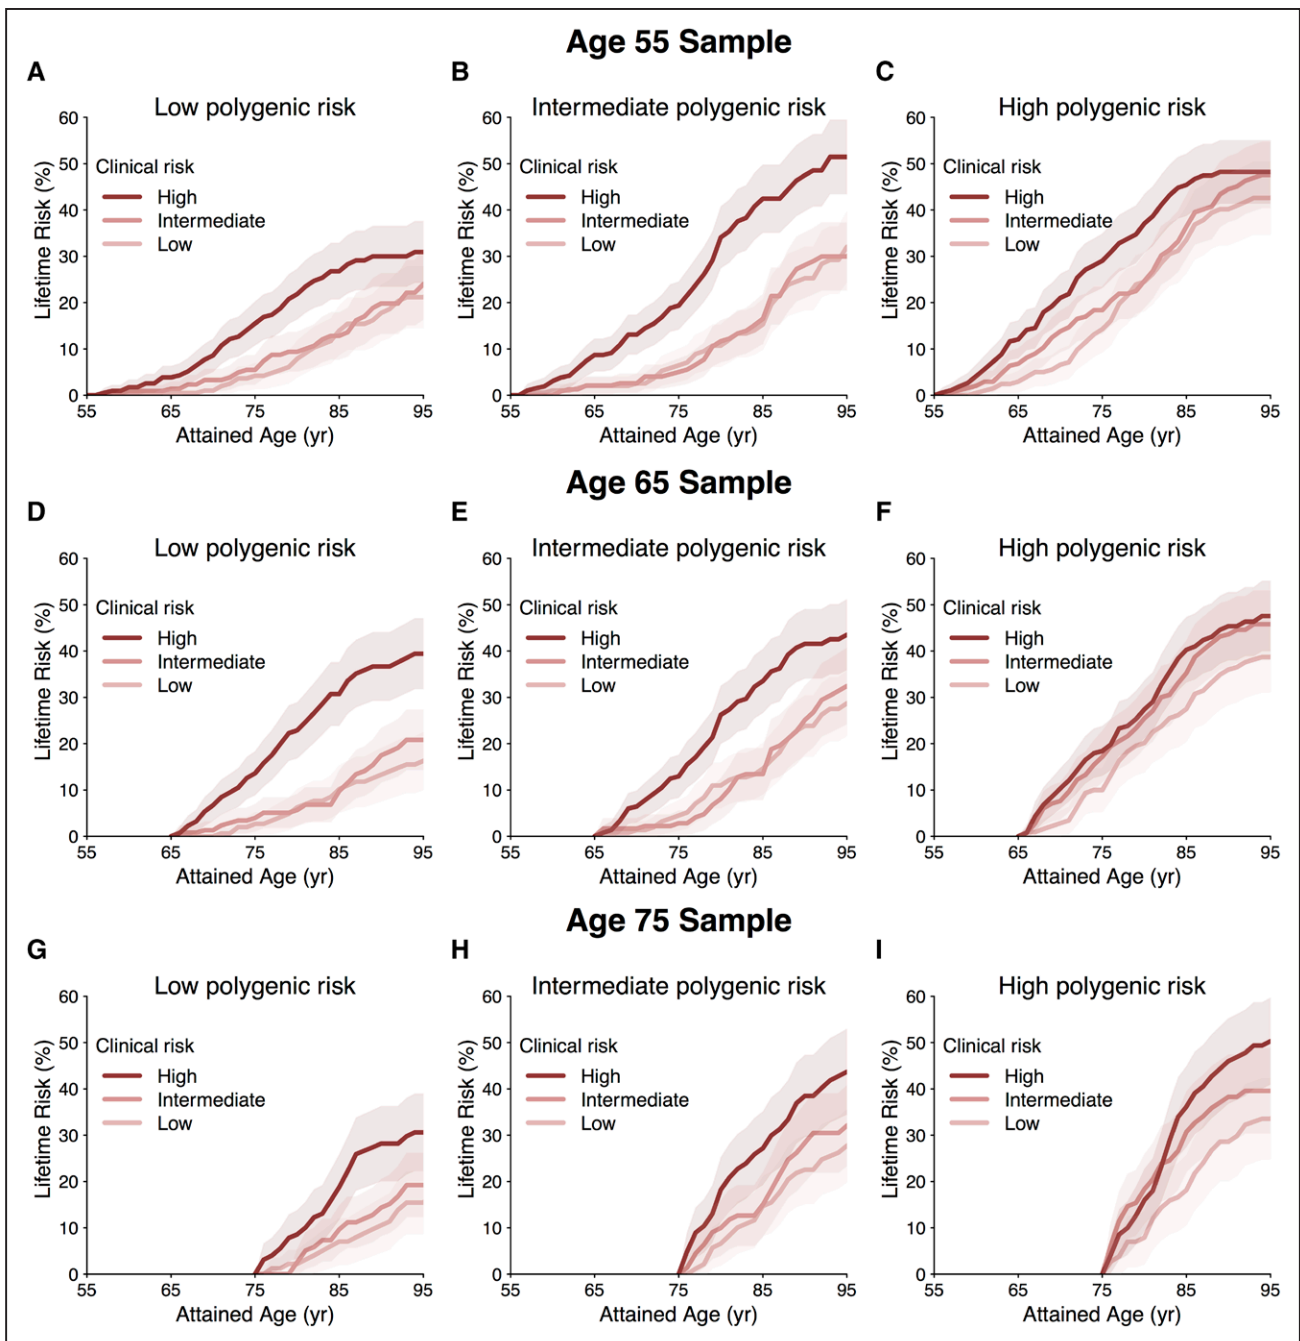 Age 55 Sample
A
B
C
Low polygenic risk
Intermediate polygenic risk
High polygenic risk
Lifetime Risk (%)
60
50
40
30
20
10
0
Clinical risk
High
Intermediate
Low
55
65
75
85
95
Attained Age (yr)
Lifetime Risk (%)
60
50
40
30
20
10
0
Clinical risk
High
Intermediate
Low
55
65
75
85
95
Attained Age (yr)
Lifetime Risk (%)
60
50
40
30
20
10
0
Clinical risk
High
Intermediate
Low
55
65
75
85
95
Attained Age (yr)
Age 65 Sample
D
E
F
Low polygenic risk
Intermediate polygenic risk
High polygenic risk
Lifetime Risk (%)
60
50
40
30
20
10
0
Clinical risk
High
Intermediate
Low
55
65
75
85
95
Attained Age (yr)
Lifetime Risk (%)
60
50
40
30
20
10
0
Clinical risk
High
Intermediate
Low
55
65
75
85
95
Attained Age (yr)
Lifetime Risk (%)
60
50
40
30
20
10
0
Clinical risk
High
Intermediate
Low
55
65
75
85
95
Attained Age (yr)
Age 75 Sample
G
H
I
Low polygenic risk
Intermediate polygenic risk
High polygenic risk
Lifetime Risk (%)
60
50
40
30
20
10
0
Clinical risk
High
Intermediate
Low
55
65
75
85
95
Attained Age (yr)
Lifetime Risk (%)
60
50
40
30
20
10
0
Clinical risk
High
Intermediate
Low
55
65
75
85
95
Attained Age (yr)
Lifetime Risk (%)
60
50
40
30
20
10
0
Clinical risk
High
Intermediate
Low
55
65
75
85
95
Attained Age (yr)